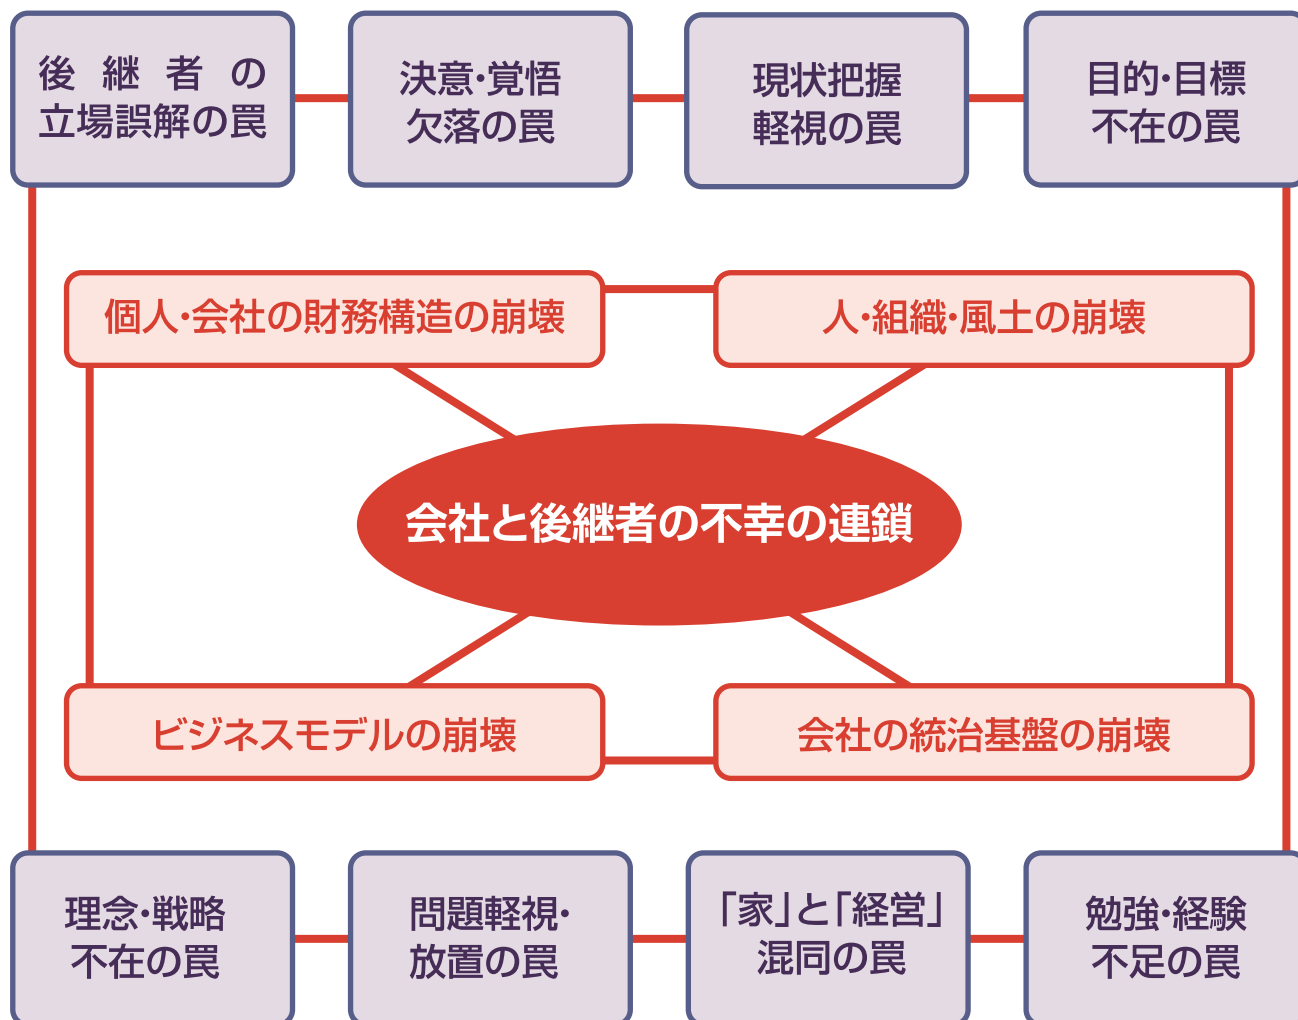 後継者の
立場誤解の罠
決意・覚悟
欠落の罠
現状把握
軽視の罠
目的・目標
不在の罠
個人・会社の財務構造の崩壊
人・組織・風土の崩壊
会社と後継者の不幸の連鎖
ビジネスモデルの崩壊
会社の統治基盤の崩壊
理念・戦略
不在の罠
問題軽視・
放置の罠
「家」と「経営」
混同の罠
勉強・経験
不足の罠